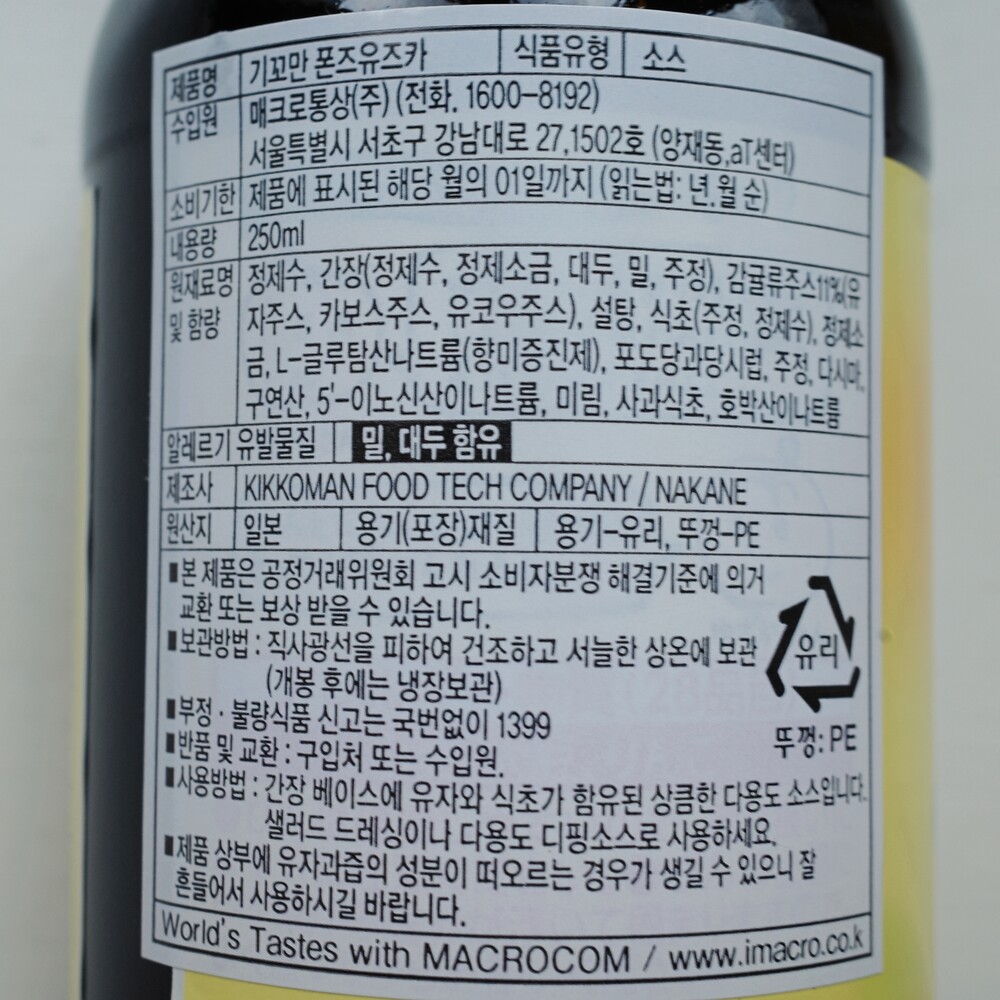 제품명 기꼬만 폰즈유즈카 식품유형 소스
수입원 매크로통상(주) (전화. 1600-8192)
서울특별시 서초구 강남대로 27,1502호 (양재동,aT센터)
소비기한 제품에 표시된 해당 월의 01일까지 (읽는법: 년.월 순)
내용량 250ml
원재료명 정제수, 간장(정제수, 정제소금, 대두, 밀, 주정), 감귤류주스11%(유
및 함량 자주스, 카보스주스, 유코우주스), 설탕, 식초(주정, 정제수), 정제소
금, L-글루탐산나트륨(향미증진제), 포도당과당시럽, 주정, 다시마,
구연산, 5'-이노신산이나트륨, 미림, 사과식초, 호박산이나트륨
알레르기 유발물질 밀, 대두 함유
제조사 KIKKOMAN FOOD TECH COMPANY / NAKANE
원산지 일본 용기(포장)재질 용기-유리, 뚜껑-PE
■본 제품은 공정거래위원회 고시 소비자분쟁 해결기준에 의거
교환 또는 보상 받을 수 있습니다.
■보관방법 : 직사광선을 피하여 건조하고 서늘한 상온에 보관
(개봉 후에는 냉장보관)
유리
■부정·불량식품 신고는 국번없이 1399
■반품 및 교환 : 구입처 또는 수입원.
뚜껑: PE
■사용방법 : 간장 베이스에 유자와 식초가 함유된 상큼한 다용도 소스입니다.
샐러드 드레싱이나 다용도 디핑소스로 사용하세요.
■제품 상부에 유자과즙의 성분이 떠오르는 경우가 생길 수 있으니 잘
흔들어서 사용하시길 바랍니다.
World's Tastes with MACROCOM / www.imacro.co.k